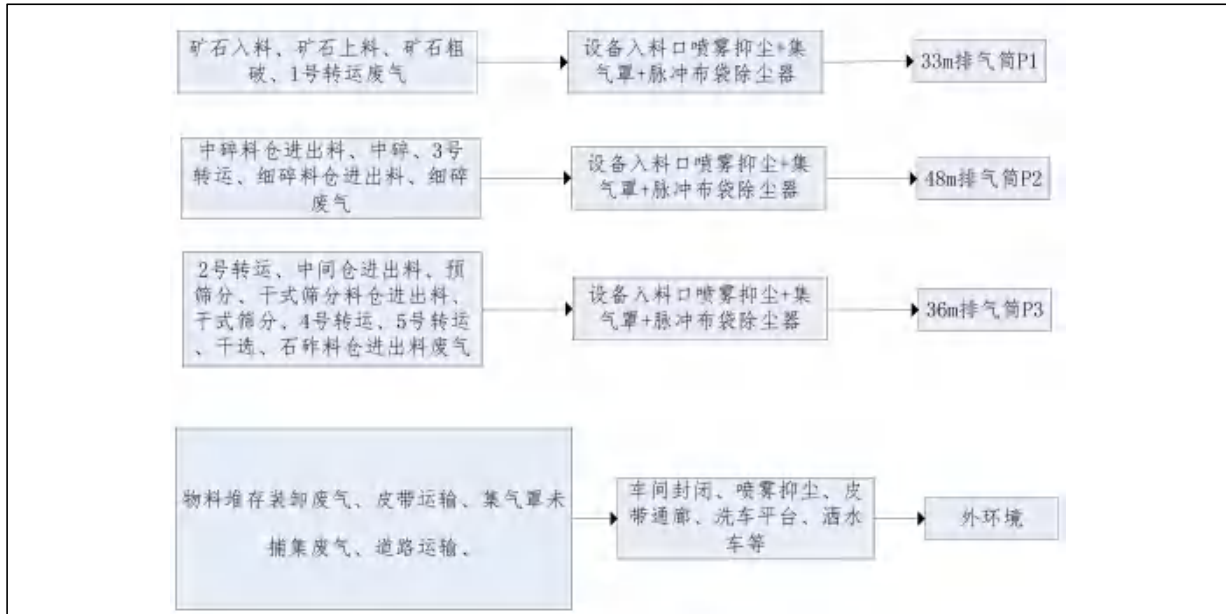 矿石入料、矿石上料、矿石粗
破、1号转运废气
设备入料口喷雾抑尘+集
气罩+脉冲布袋除尘器
33m排气筒P1
中碎料仓进出料、中碎、3号
转运、细碎料仓进出料、细碎
废气
设备入料口喷雾抑尘+集
气罩+脉冲布袋除尘器
48m排气筒P2
2号转运、中间仓进出料、预
筛分、干式筛分料仓进出料、
干式筛分、4号转运、5号转运
、干选、石砟料仓进出料废气
设备入料口喷雾抑尘+集
气罩+脉冲布袋除尘器
36m排气筒P3
物料堆存装卸废气、皮带运输、集气罩未
捕集废气、道路运输、
车间封闭、喷雾抑尘、皮
带通廊、洗车平台、洒水
车等
外环境